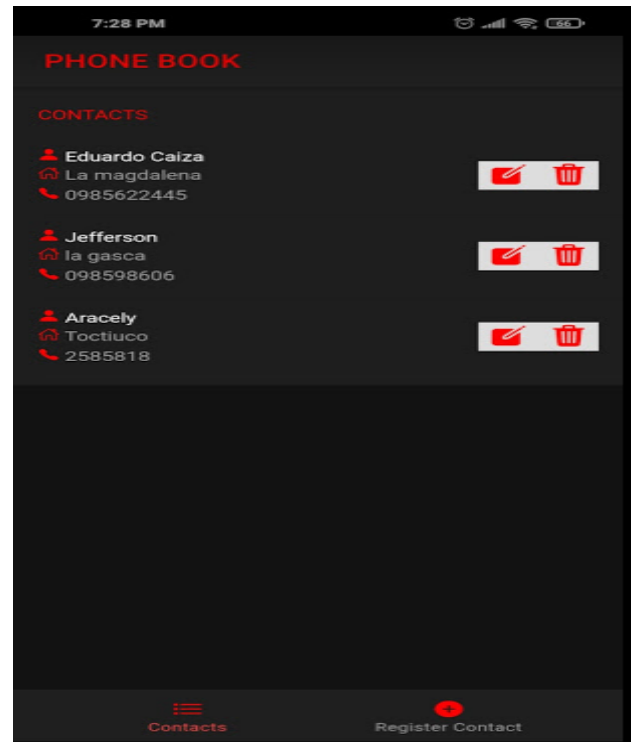 7:28 PM 66
PHONE BOOK
CONTACTS
Eduardo Caiza
La magdalena
0985622445
Jefferson
la gasca
098598606
Aracely
Toctiuco
2585818
Contacts
Register Contact